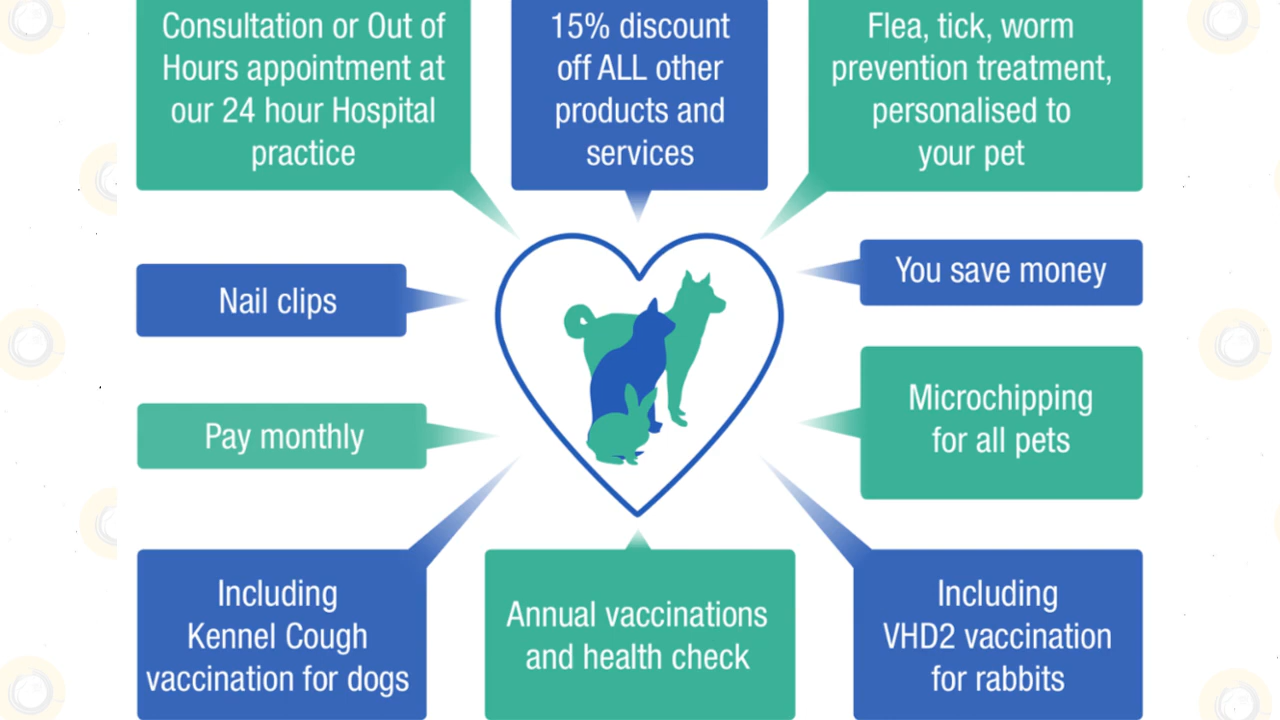 Consultation or Out of
Hours appointment at
our 24 hour Hospital
practice
15% discount
off ALL other
products and
services
Flea, tick, worm
prevention treatment,
personalised to
your pet
Nail clips
You save money
Pay monthly
Microchipping
for all pets
Including
Kennel Cough
vaccination for dogs
Annual vaccinations
and health check
Including
VHD2 vaccination
for rabbits